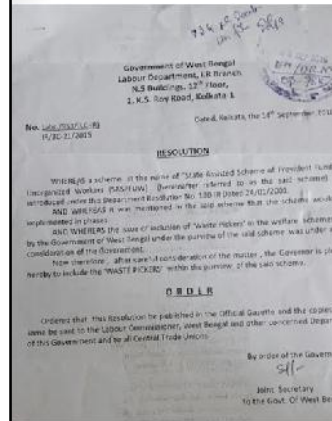 Government of West Bengal
Labour Department, I.R Branch
N.S Buildings, 12th Floor,
1, K.S. Roy Road, Kolkata-1
No. Labr
Dated, Kolkata, the 14th September
RESOLUTION
WHEREAS a scheme in the name of "State Assisted Scheme of Provident Fund
Unorganized Workers (SASPFUW) (hereinafter referred to as the said scheme)
introduced under this Department Resolution No. 180-IR Dated 24/01/2001.
AND WHEREAS it was mentioned in the said scheme that the scheme would
implemented in phases.
AND WHEREAS the issue of inclusion of 'Waste Pickers' in the welfare schemes
by the Government of West Bengal under the purview of the said scheme was under
consideration of the Government.
Now therefore, after careful consideration of the matter, the Governor is
hereby to include the 'WASTE PICKERS' within the purview of the said scheme.
ORDER
Ordered that this Resolution be published in the Official Gazette and the copies
be sent to the Labour Commissioner, West Bengal and other concerned
of this Government and to all Central Trade Unions.
By order of the
Sd/-
Joint Secretary
to the Govt. Of West